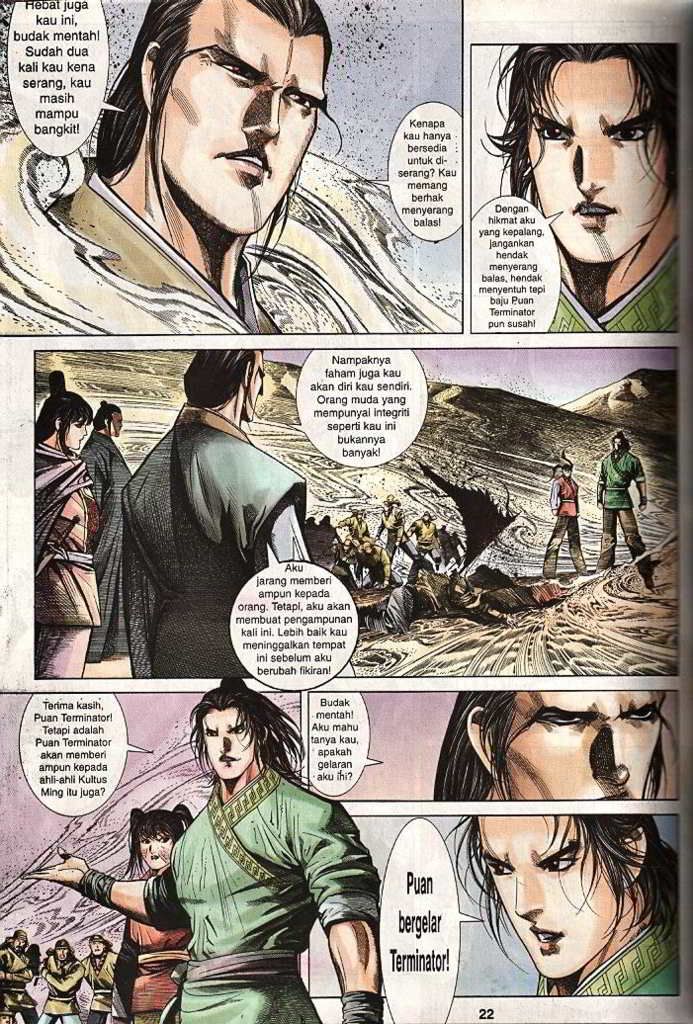 Hebat juga
kau ini,
budak mentah!
Sudah dua
kali kau kena
serang, kau
masih
mampu
bangkit!
Kenapa
kau hanya
bersedia
untuk di-
serang? Kau
memang
berhak
menyerang
balas!
Dengan
hikmat aku
yang kepalang,
jangankan
hendak
menyerang
balas, hendak
menyentuh tepi
baju Puan
Terminator
pun susah!
Nampaknya
faham juga kau
akan diri kau sendiri.
Orang muda yang
mempunyai integriti
seperti kau ini
bukannya
banyak!
Aku
jarang memberi
ampun kepada
orang. Tetapi, aku akan
membuat pengampunan
kali ini. Lebih baik kau
meninggalkan tempat
ini sebelum aku
berubah fikiran!
Terima kasih,
Puan Terminator!
Tetapi adalah
Puan Terminator
akan memberi
ampun kepada
ahli-ahli Kultus
Ming itu juga?
Budak
mentah!
Aku mahu
tanya kau,
apakah
gelaran
aku ini?
Puan
bergelar
Terminator!
22